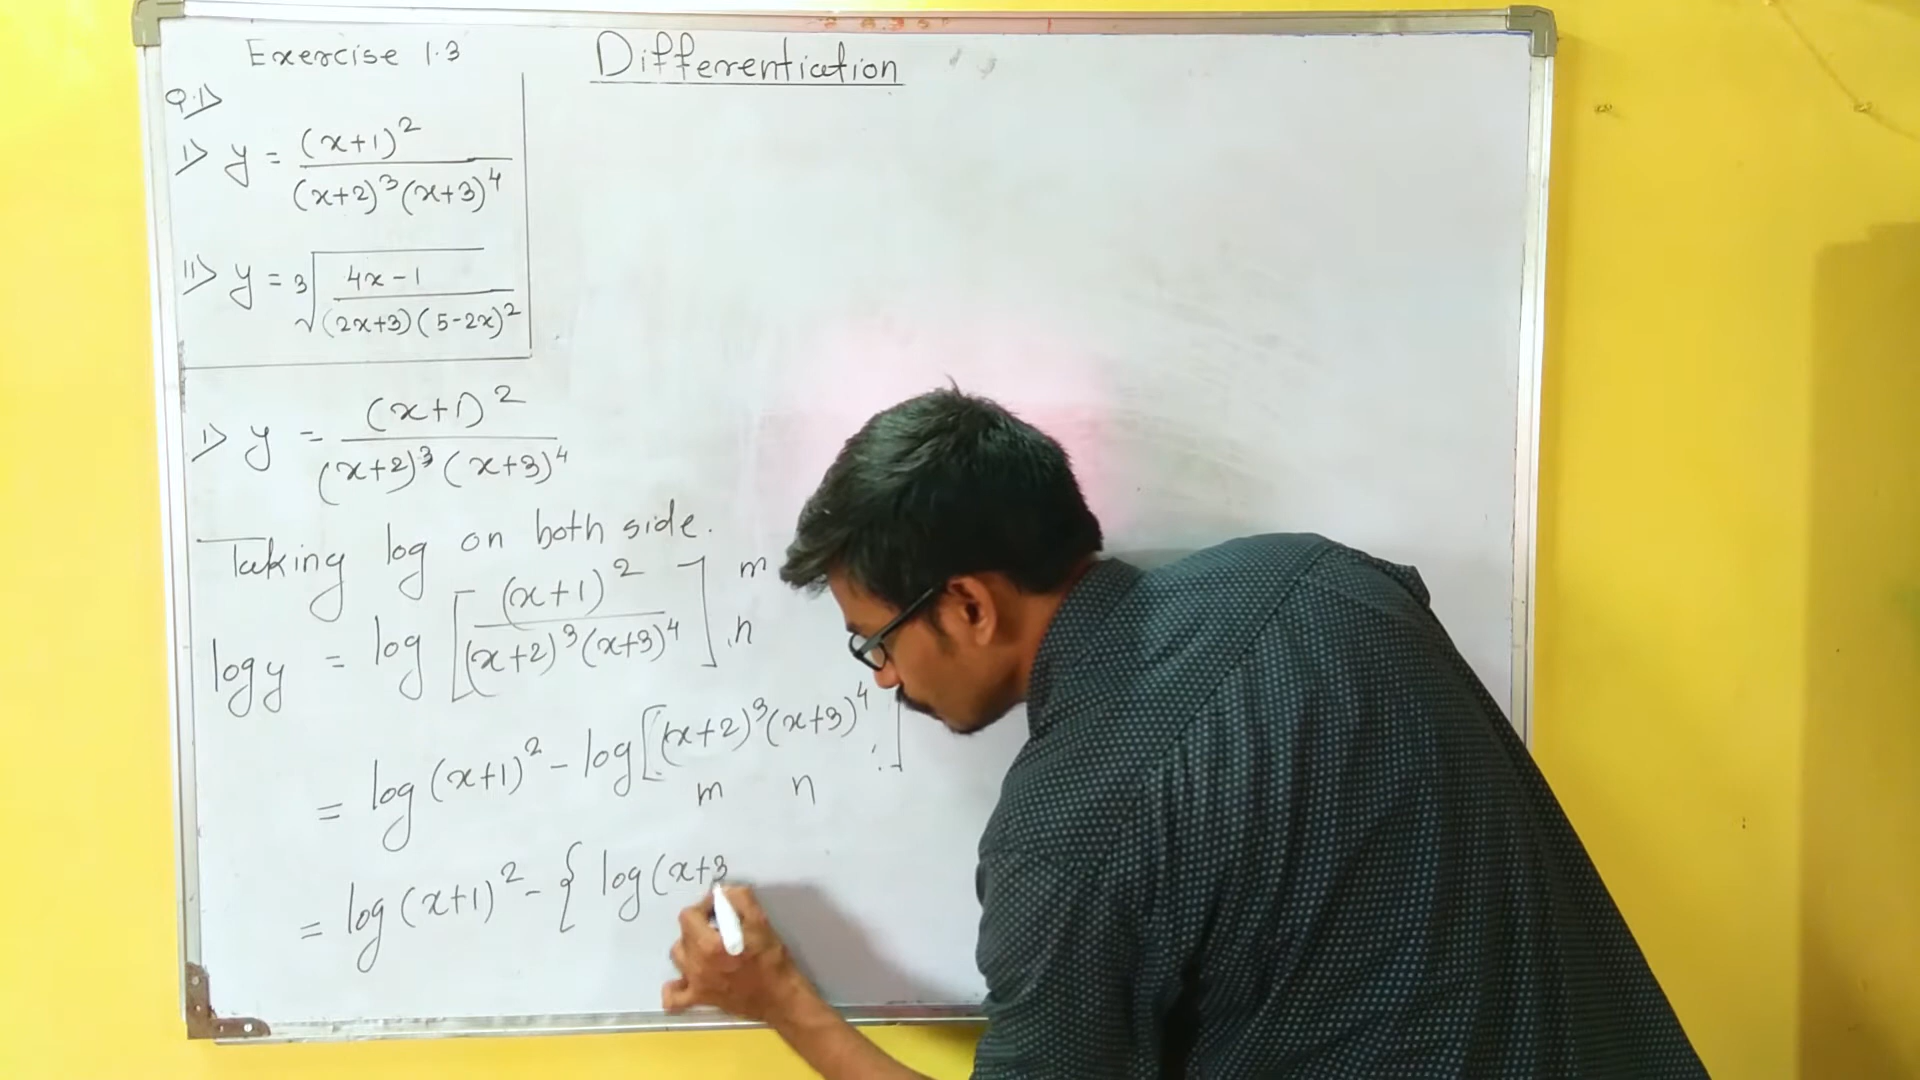 Exercise 1.3
Differentiation
Q.1>
I> y = (x+1)^2 / (x+2)^3 (x+3)^4
II> y = 3√ 4x-1 / (2x+3)(5-2x)^2
I> y = (x+1)^2 / (x+2)^3 (x+3)^4
Taking log on both side.
logy = log [ (x+1)^2 / (x+2)^3 (x+3)^4 ] m n
= log (x+1)^2 - log [(x+2)^3 (x+3)^4 ]
m n
= log (x+1)^2 - { log (x+3